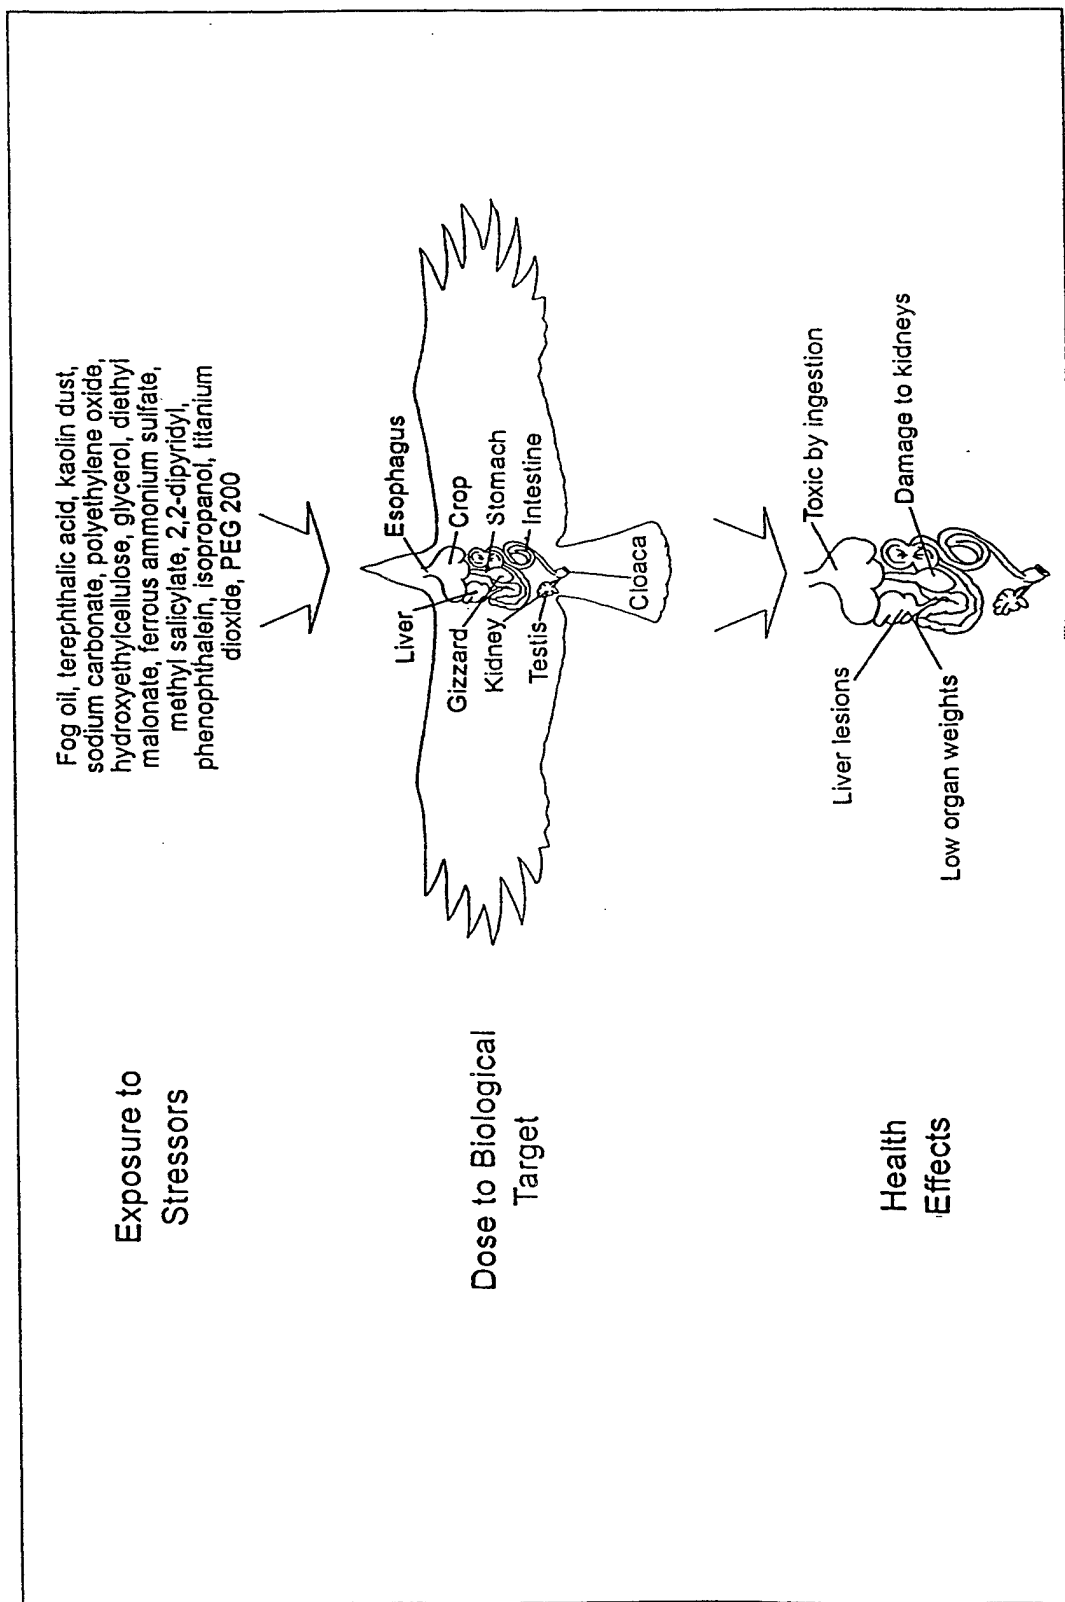 Exposure to
Stressors
Fog oil, terephthalic acid, kaolin dust,
sodium carbonate, polyethylene oxide,
hydroxyethylcellulose, glycerol, diethyl
malonate, ferrous ammonium sulfate,
methyl salicylate, 2,2-dipyridyl,
phenophthalein, isopropanol, titanium
dioxide, PEG 200
Dose to Biological
Target
Liver
Esophagus
Gizzard
Crop
Kidney
Stomach
Testis
Intestine
Cloaca
Health
Effects
Liver lesions
Toxic by ingestion
Low organ weights
Damage to kidneys